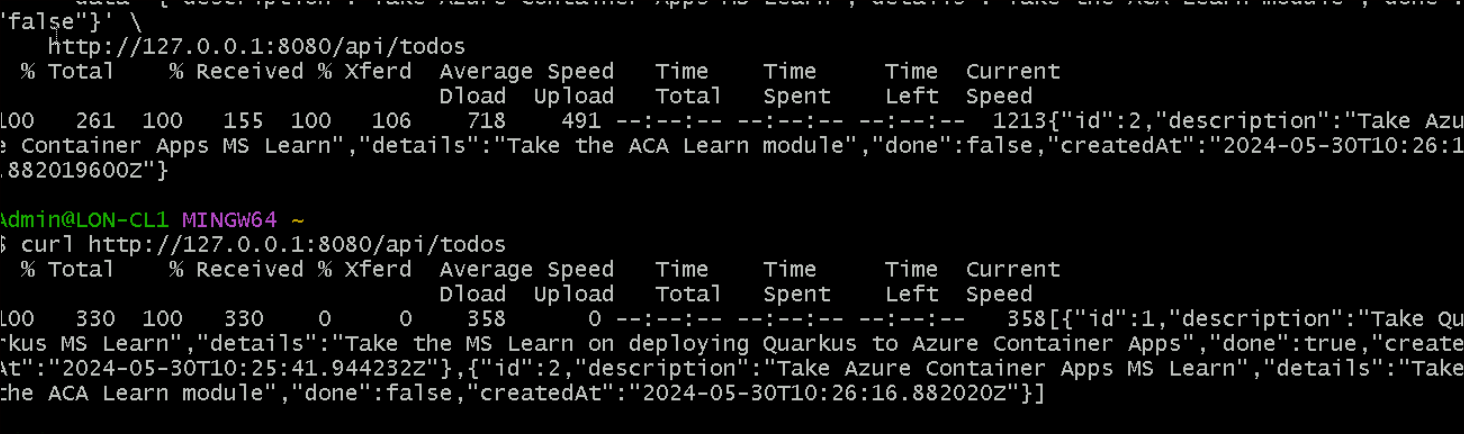 "false"}' \
    http://127.0.0.1:8080/api/todos
  % Total    % Received % Xferd  Average Speed   Time    Time     Time  Current
                                 Dload  Upload   Total   Spent    Left  Speed
100   261  100   155  100   106    718    491 --:--:-- --:--:-- --:--:--  1213{"id":2,"description":"Take Azu
e Container Apps MS Learn","details":"Take the ACA Learn module","done":false,"createdAt":"2024-05-30T10:26:1
.882019600Z"}
Admin@LON-CL1 MINGW64 ~
$ curl http://127.0.0.1:8080/api/todos
  % Total    % Received % Xferd  Average Speed   Time    Time     Time  Current
                                 Dload  Upload   Total   Spent    Left  Speed
100   330  100   330    0     0    358      0 --:--:-- --:--:-- --:--:--   358[{"id":1,"description":"Take Qu
rkus MS Learn","details":"Take the MS Learn on deploying Quarkus to Azure Container Apps","done":true,"create
At":"2024-05-30T10:25:41.944232Z"},{"id":2,"description":"Take Azure Container Apps MS Learn","details":"Take
the ACA Learn module","done":false,"createdAt":"2024-05-30T10:26:16.882020Z"}]